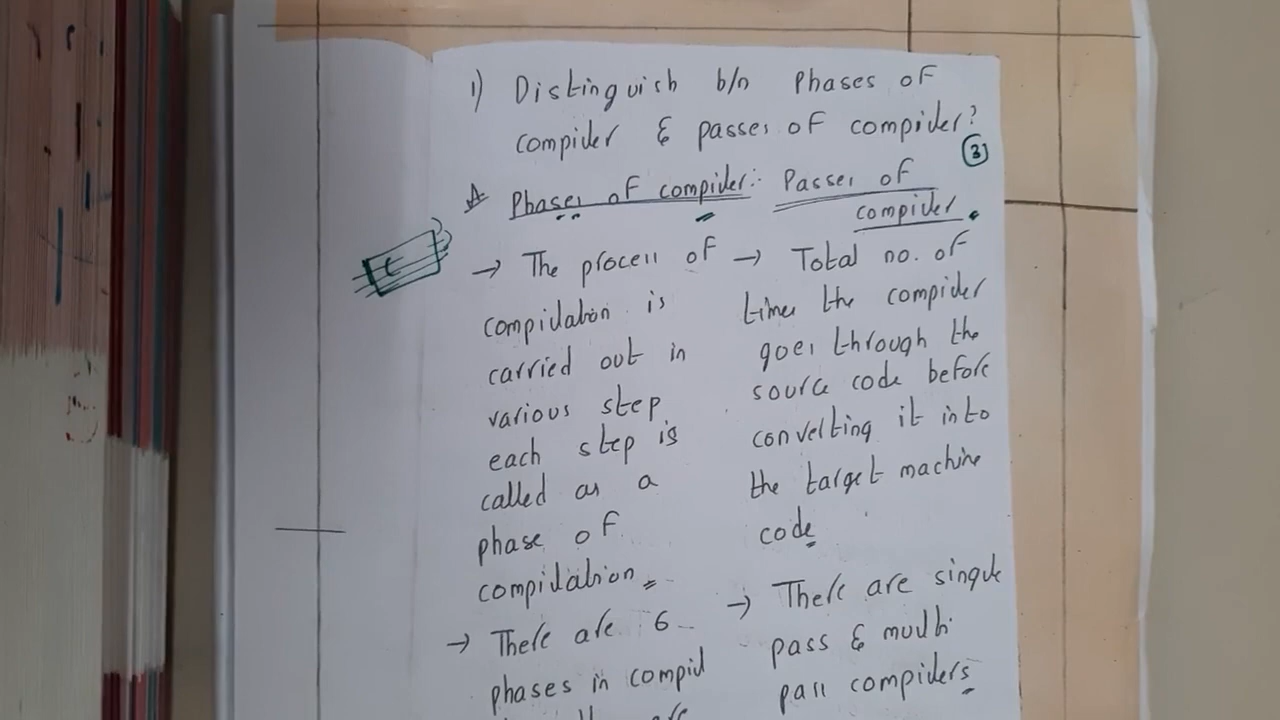 1) Distinguish b/n Phases of
compiler & passes of compiler?
3
A Phases of compiler:- Passes of
compiler.
→ The process of
compilation is
carried out in
various step
each step is
called as a
phase of
compilation
→ There are 6
phases in compil
→ Total no. of
times the compiler
goes through the
source code before
converting it into
the target machine
code
→ There are single
pass & multi
pass compilers